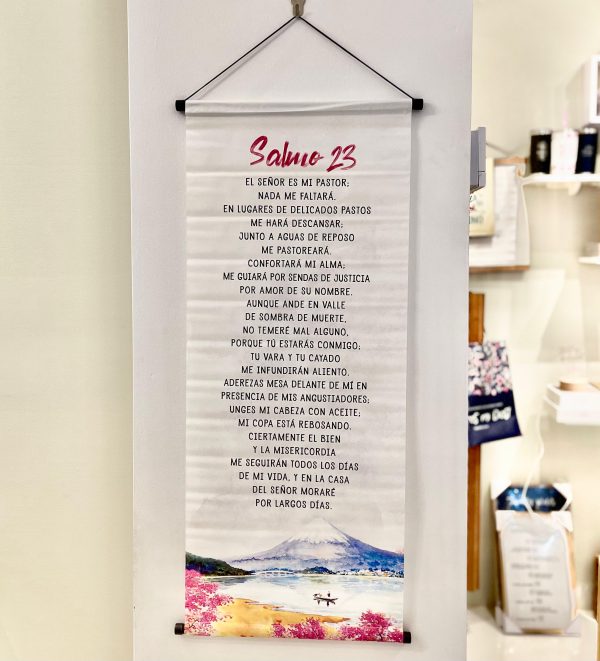 Salmo 23
EL SEÑOR ES MI PASTOR;
NADA ME FALTARÁ.
EN LUGARES DE DELICADOS PASTOS
ME HARÁ DESCANSAR;
JUNTO A AGUAS DE REPOSO
ME PASTOREARÁ.
CONFORTARÁ MI ALMA;
ME GUIARÁ POR SENDAS DE JUSTICIA
POR AMOR DE SU NOMBRE.
AUNQUE ANDE EN VALLE
DE SOMBRA DE MUERTE,
NO TEMERÉ MAL ALGUNO,
PORQUE TÚ ESTARÁS CONMIGO;
TU VARA Y TU CAYADO
ME INFUNDIRÁN ALIENTO.
ADEREZAS MESA DELANTE DE MÍ EN
PRESENCIA DE MIS ANGUSTIADORES;
UNGES MI CABEZA CON ACEITE;
MI COPA ESTÁ REBOSANDO.
CIERTAMENTE EL BIEN
Y LA MISERICORDIA
ME SEGUIRÁN TODOS LOS DÍAS
DE MI VIDA, Y EN LA CASA
DEL SEÑOR MORARÉ
POR LARGOS DÍAS.